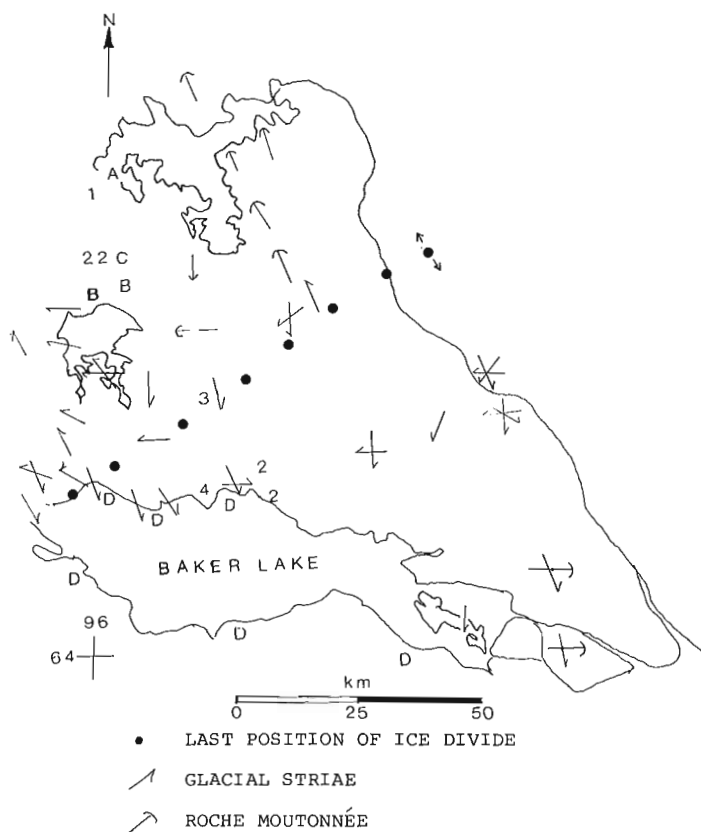 N
A
1
22 C
B B
3
2
4 D 2
D D
BAKER LAKE
D
D
D
96
64
km
0 25 50
LAST POSITION OF ICE DIVIDE
GLACIAL STRIAE
ROCHE MOUTONNÉE